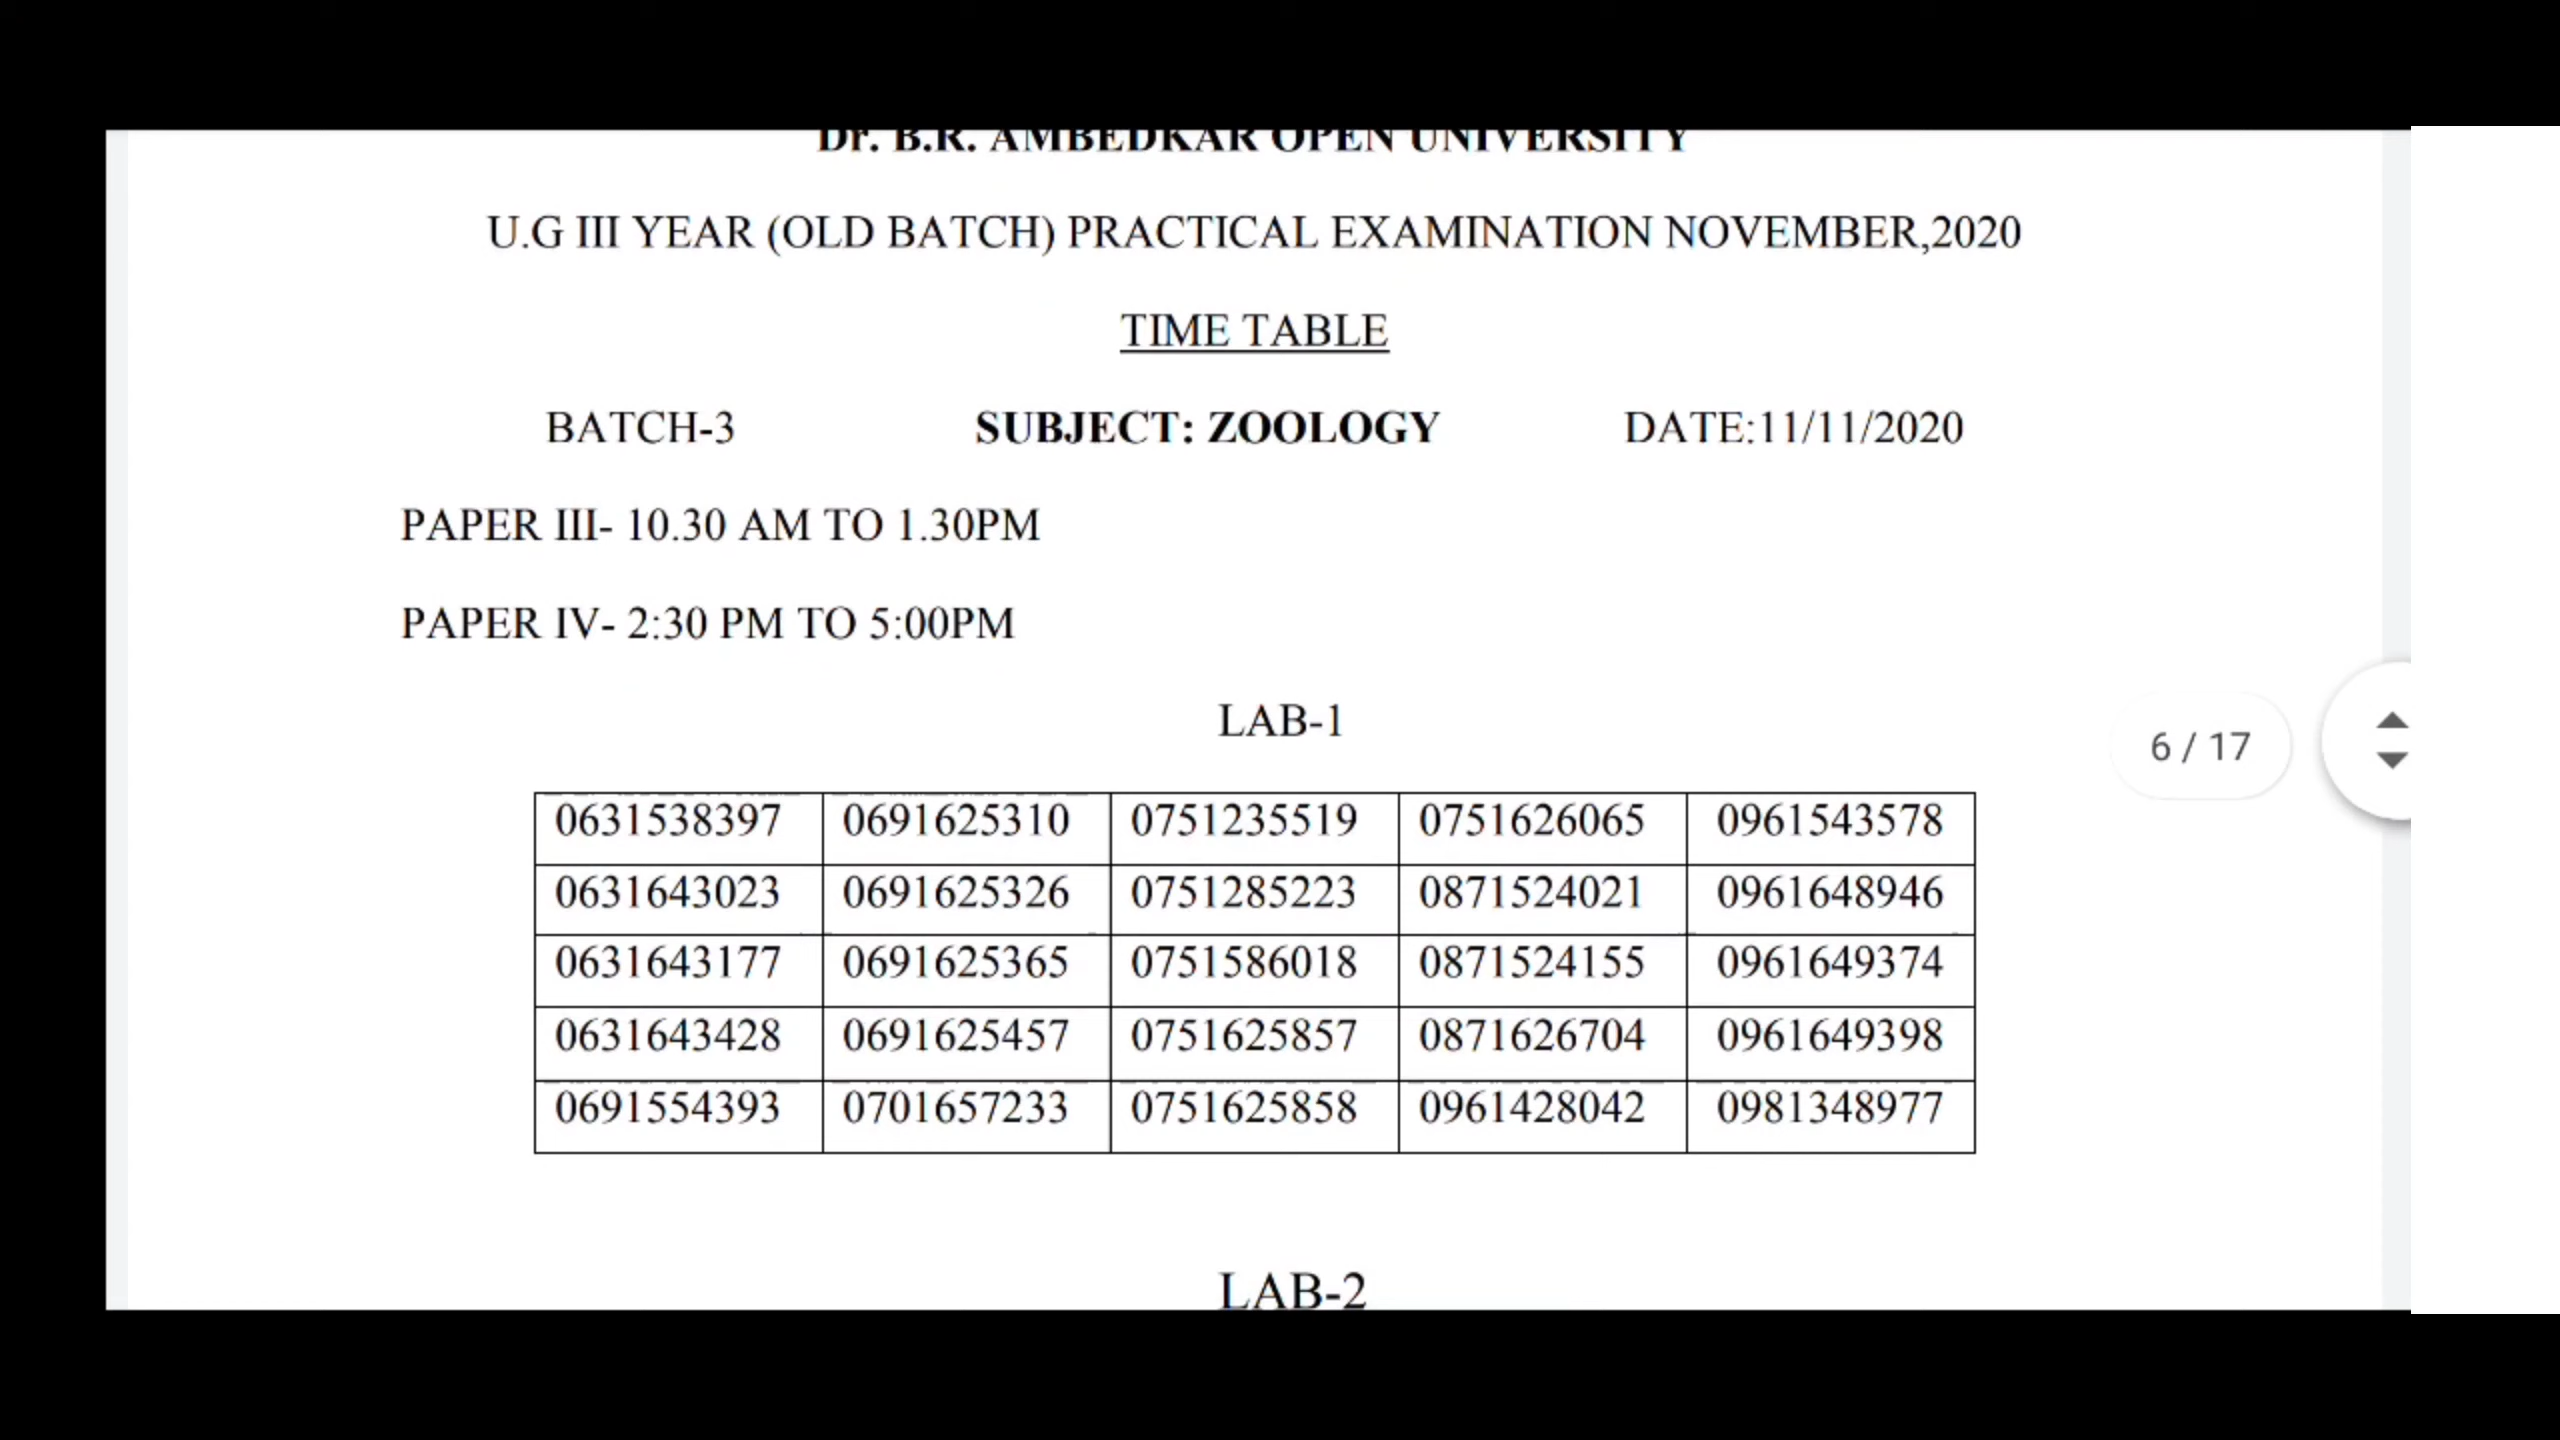 Dr. B.R. AMBEDKAR OPEN UNIVERSITY
U.G III YEAR (OLD BATCH) PRACTICAL EXAMINATION NOVEMBER,2020
TIME TABLE
BATCH-3 SUBJECT: ZOOLOGY DATE:11/11/2020
PAPER III- 10.30 AM TO 1.30PM
PAPER IV- 2:30 PM TO 5:00PM
LAB-1
6 / 17
0631538397 0691625310 0751235519 0751626065 0961543578
0631643023 0691625326 0751285223 0871524021 0961648946
0631643177 0691625365 0751586018 0871524155 0961649374
0631643428 0691625457 0751625857 0871626704 0961649398
0691554393 0701657233 0751625858 0961428042 0981348977
LAB-2